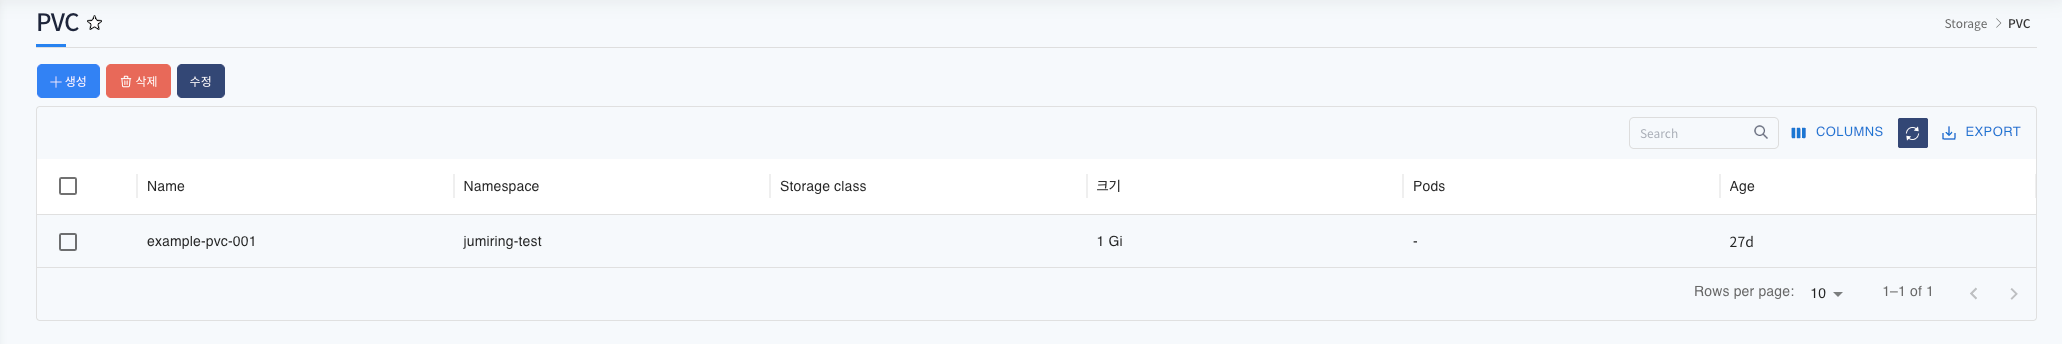 PVC
Storage > PVC
+ 생성 삭제 수정
Search COLUMNS EXPORT
Name Namespace Storage class 크기 Pods Age
example-pvc-001 jumiring-test 1 Gi - 27d
Rows per page: 10 1–1 of 1